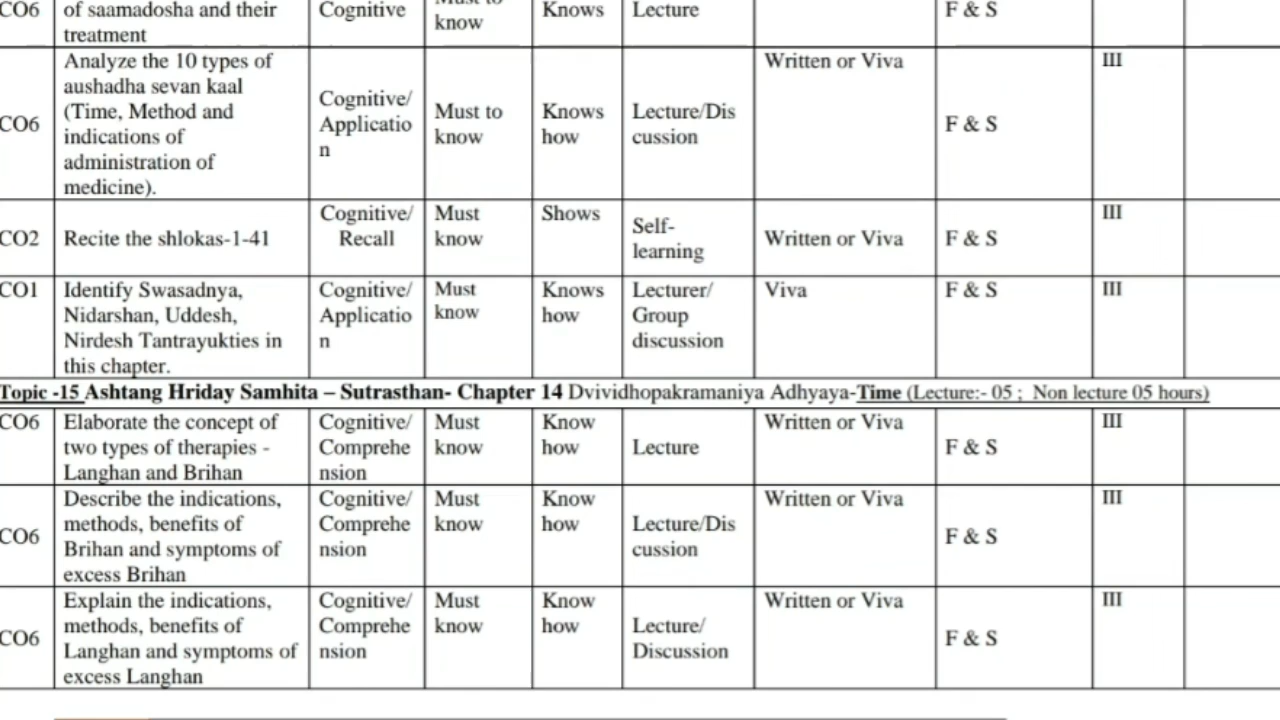 CO6 of saamadosha and their treatment Cognitive know Knows Lecture F & S
CO6 Analyze the 10 types of aushadha sevan kaal (Time, Method and indications of administration of medicine). Cognitive/ Applicatio n Must to know Knows how Lecture/Dis cussion Written or Viva F & S III
CO2 Recite the shlokas-1-41 Cognitive/ Recall Must know Shows Self- learning Written or Viva F & S III
CO1 Identify Swasadnya, Nidarshan, Uddesh, Nirdesh Tantrayukties in this chapter. Cognitive/ Applicatio n Must know Knows how Lecturer/ Group discussion Viva F & S III
Topic -15 Ashtang Hriday Samhita – Sutrasthan- Chapter 14 Dvividhopakramaniya Adhyaya-Time (Lecture:- 05 ; Non lecture 05 hours)
CO6 Elaborate the concept of two types of therapies - Langhan and Brihan Cognitive/ Comprehe nsion Must know Know how Lecture Written or Viva F & S III
CO6 Describe the indications, methods, benefits of Brihan and symptoms of excess Brihan Cognitive/ Comprehe nsion Must know Know how Lecture/Dis cussion Written or Viva F & S III
CO6 Explain the indications, methods, benefits of Langhan and symptoms of excess Langhan Cognitive/ Comprehe nsion Must know Know how Lecture/ Discussion Written or Viva F & S III